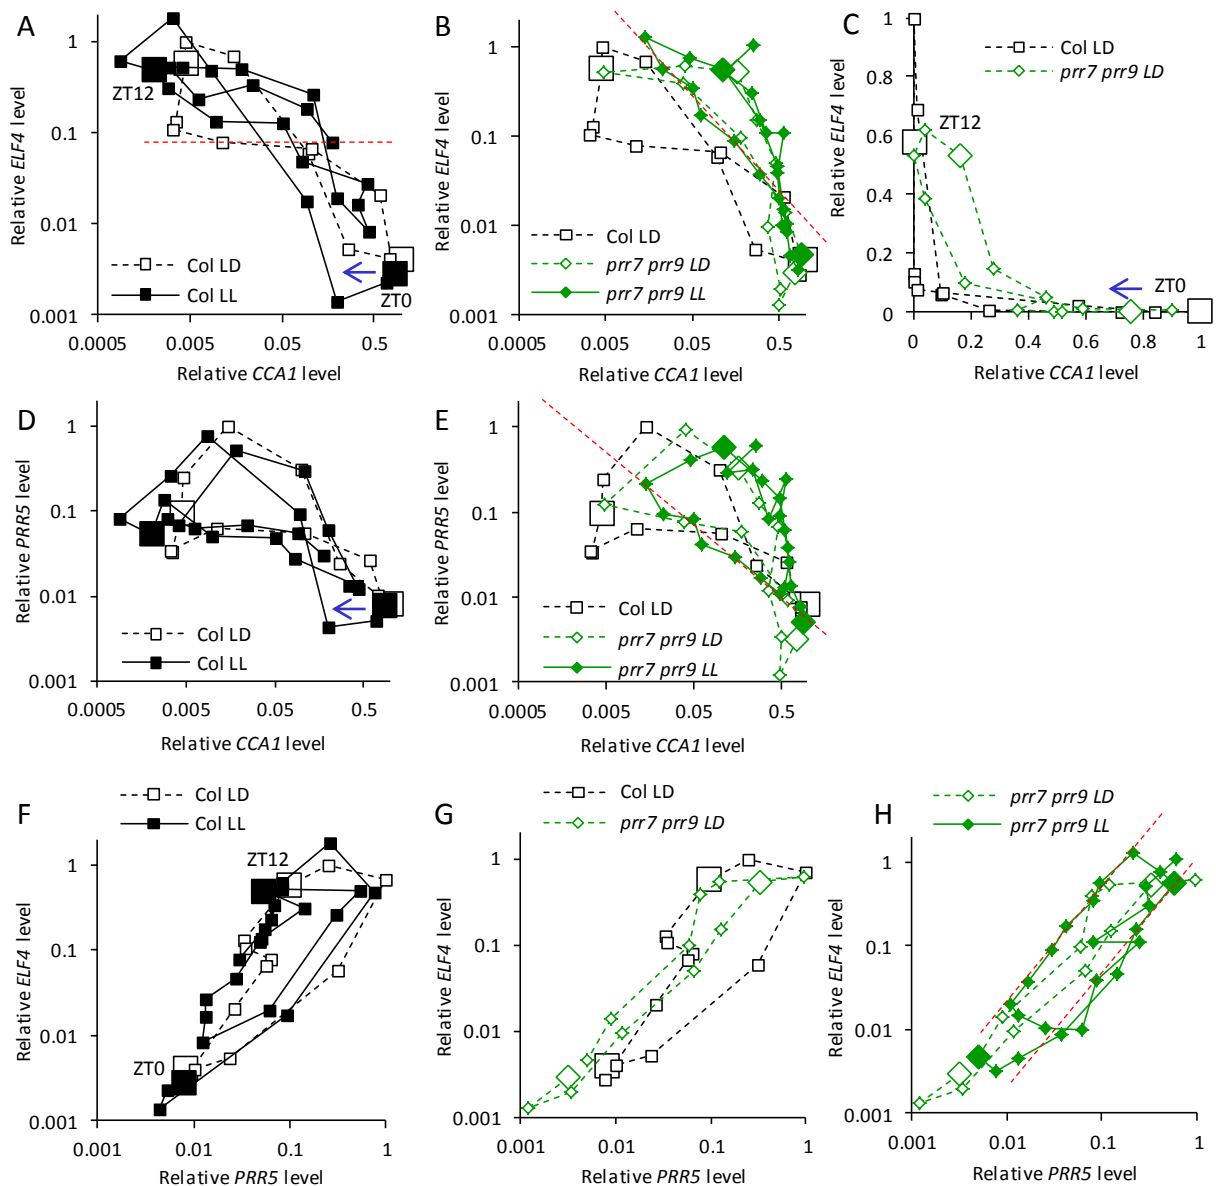 A
Relative ELF4 level
1
0.1
0.01
0.001
ZT12
ZT0
Col LD
Col LL
0.0005
0.005
0.05
0.5
Relative CCA1 level
B
Relative ELF4 level
1
0.1
0.01
0.001
Col LD
prr7 prr9 LD
prr7 prr9 LL
0.0005
0.005
0.05
0.5
Relative CCA1 level
C
Relative ELF4 level
1
0.8
0.6
0.4
0.2
0
Col LD
prr7 prr9 LD
ZT12
ZT0
0
0.2
0.4
0.6
0.8
1
Relative CCA1 level
D
Relative PRR5 level
1
0.1
0.01
0.001
Col LD
Col LL
0.0005
0.005
0.05
0.5
Relative CCA1 level
E
Relative PRR5 level
1
0.1
0.01
0.001
Col LD
prr7 prr9 LD
prr7 prr9 LL
0.0005
0.005
0.05
0.5
Relative CCA1 level
F
Col LD
Col LL
Relative ELF4 level
1
0.1
0.01
0.001
ZT12
ZT0
0.001
0.01
0.1
1
Relative PRR5 level
G
Col LD
prr7 prr9 LD
Relative ELF4 level
1
0.1
0.01
0.001
0.001
0.01
0.1
1
Relative PRR5 level
H
prr7 prr9 LD
prr7 prr9 LL
Relative ELF4 level
1
0.1
0.01
0.001
0.001
0.01
0.1
1
Relative PRR5 level